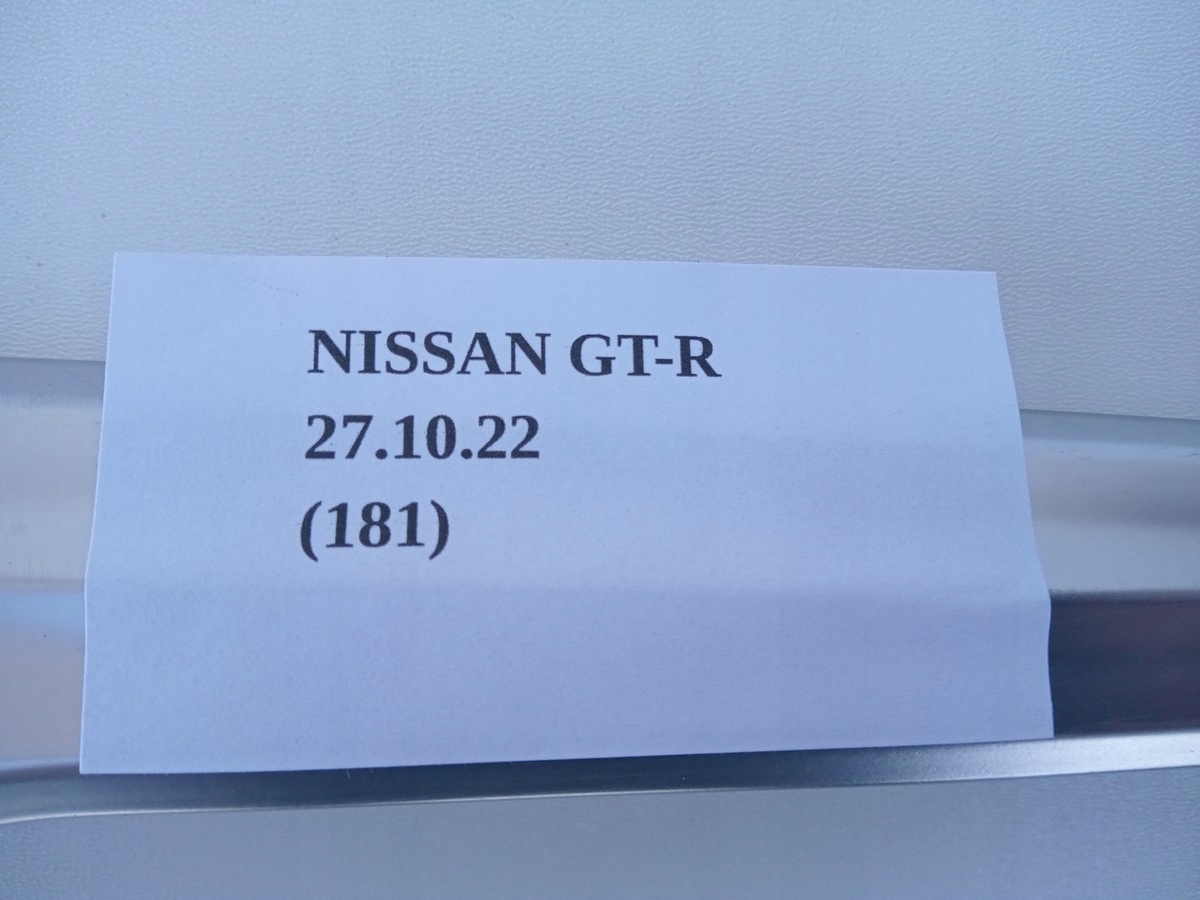 NISSAN GT-R
27.10.22
(181)